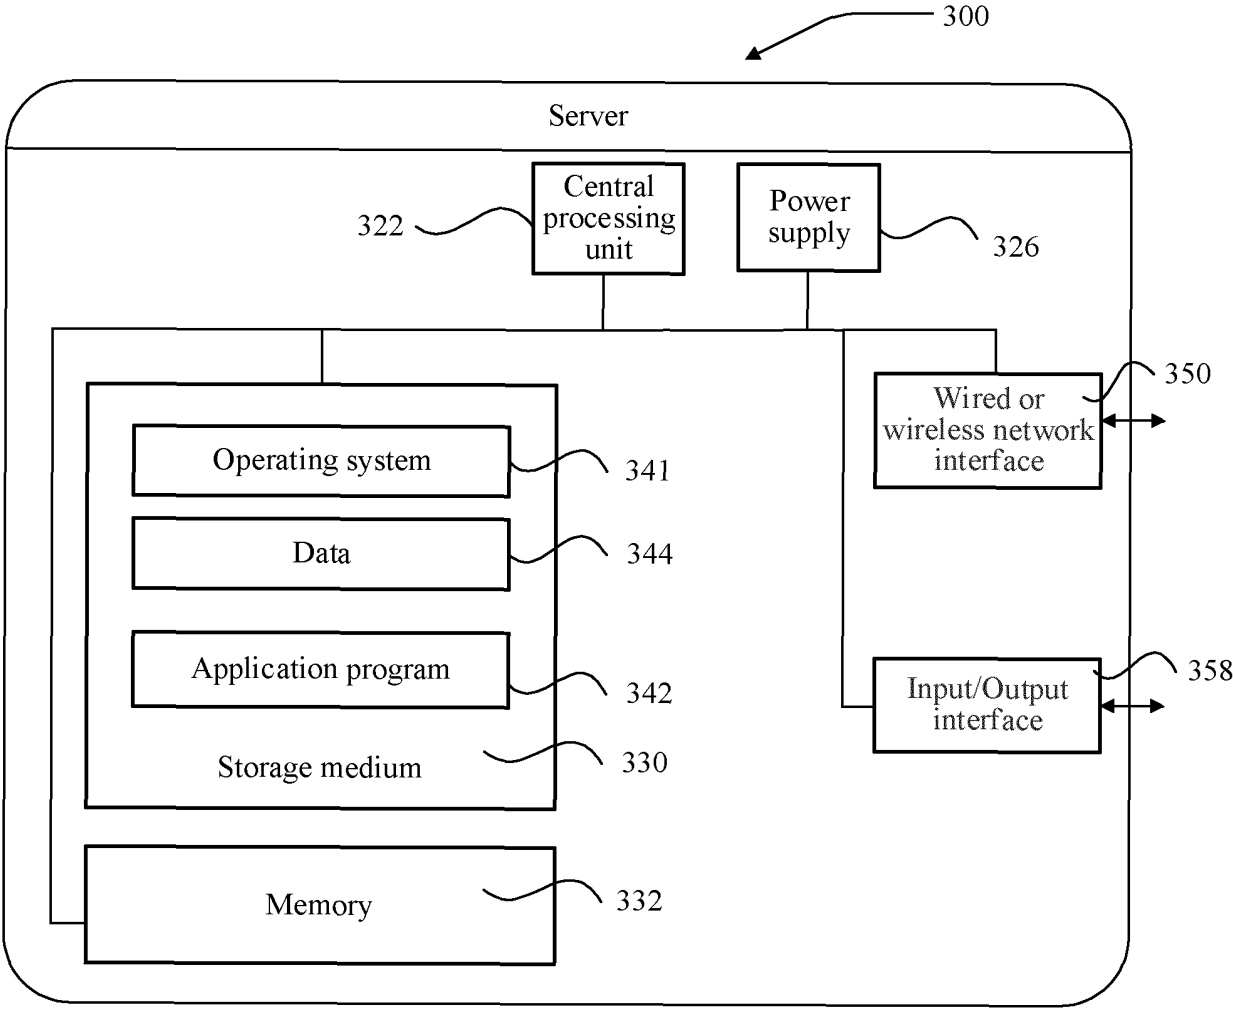 300
Server
Central
processing
unit
322
Power
supply
326
350
Wired or
wireless network
interface
Operating system
341
Data
344
Application program
342
358
Input/Output
interface
Storage medium
330
Memory
332